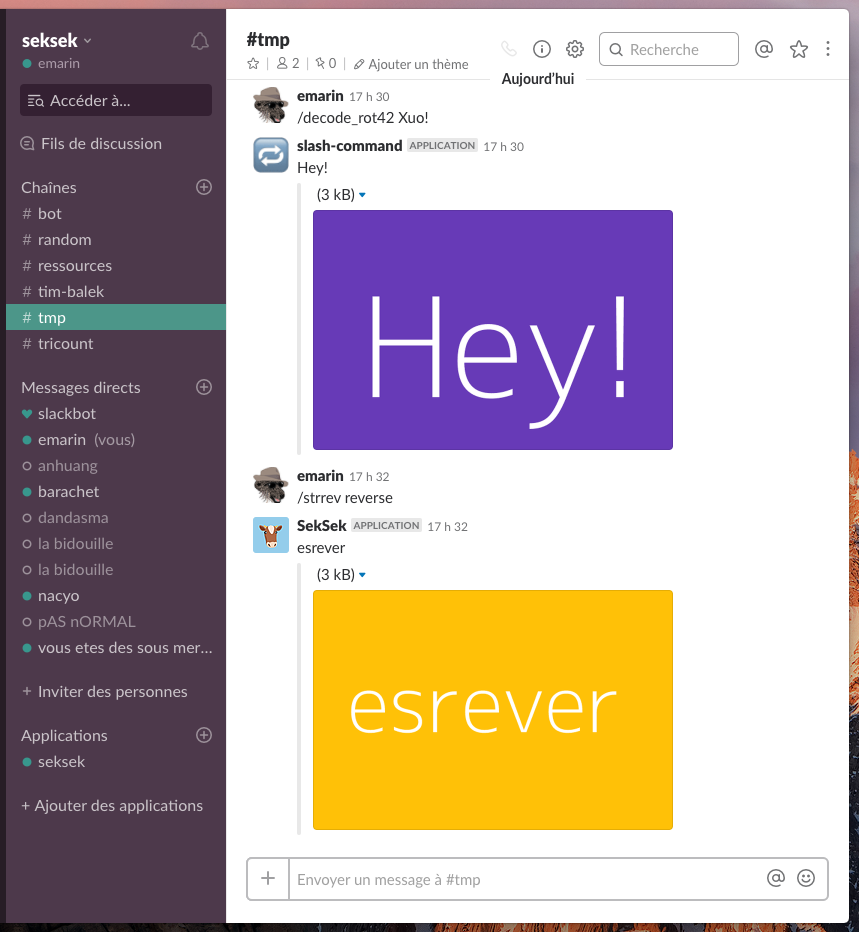 seksek
emarin
Accéder à...
Fils de discussion
Chaînes
# bot
# random
# ressources
# tim-balek
# tmp
# tricount
Messages directs
slackbot
emarin (vous)
anhuang
barachet
dandasma
la bidouille
la bidouille
nacyo
pAS nORMAL
vous etes des sous mer...
+ Inviter des personnes
Applications
seksek
+ Ajouter des applications
#tmp
2 | 0 | Ajouter un thème
Recherche
Aujourd'hui
emarin 17 h 30
/decode_rot42 Xuo!
slash-command APPLICATION 17 h 30
Hey!
(3 kB)
Hey!
emarin 17 h 32
/strrev reverse
SekSek APPLICATION 17 h 32
esrever
(3 kB)
esrever
Envoyer un message à #tmp